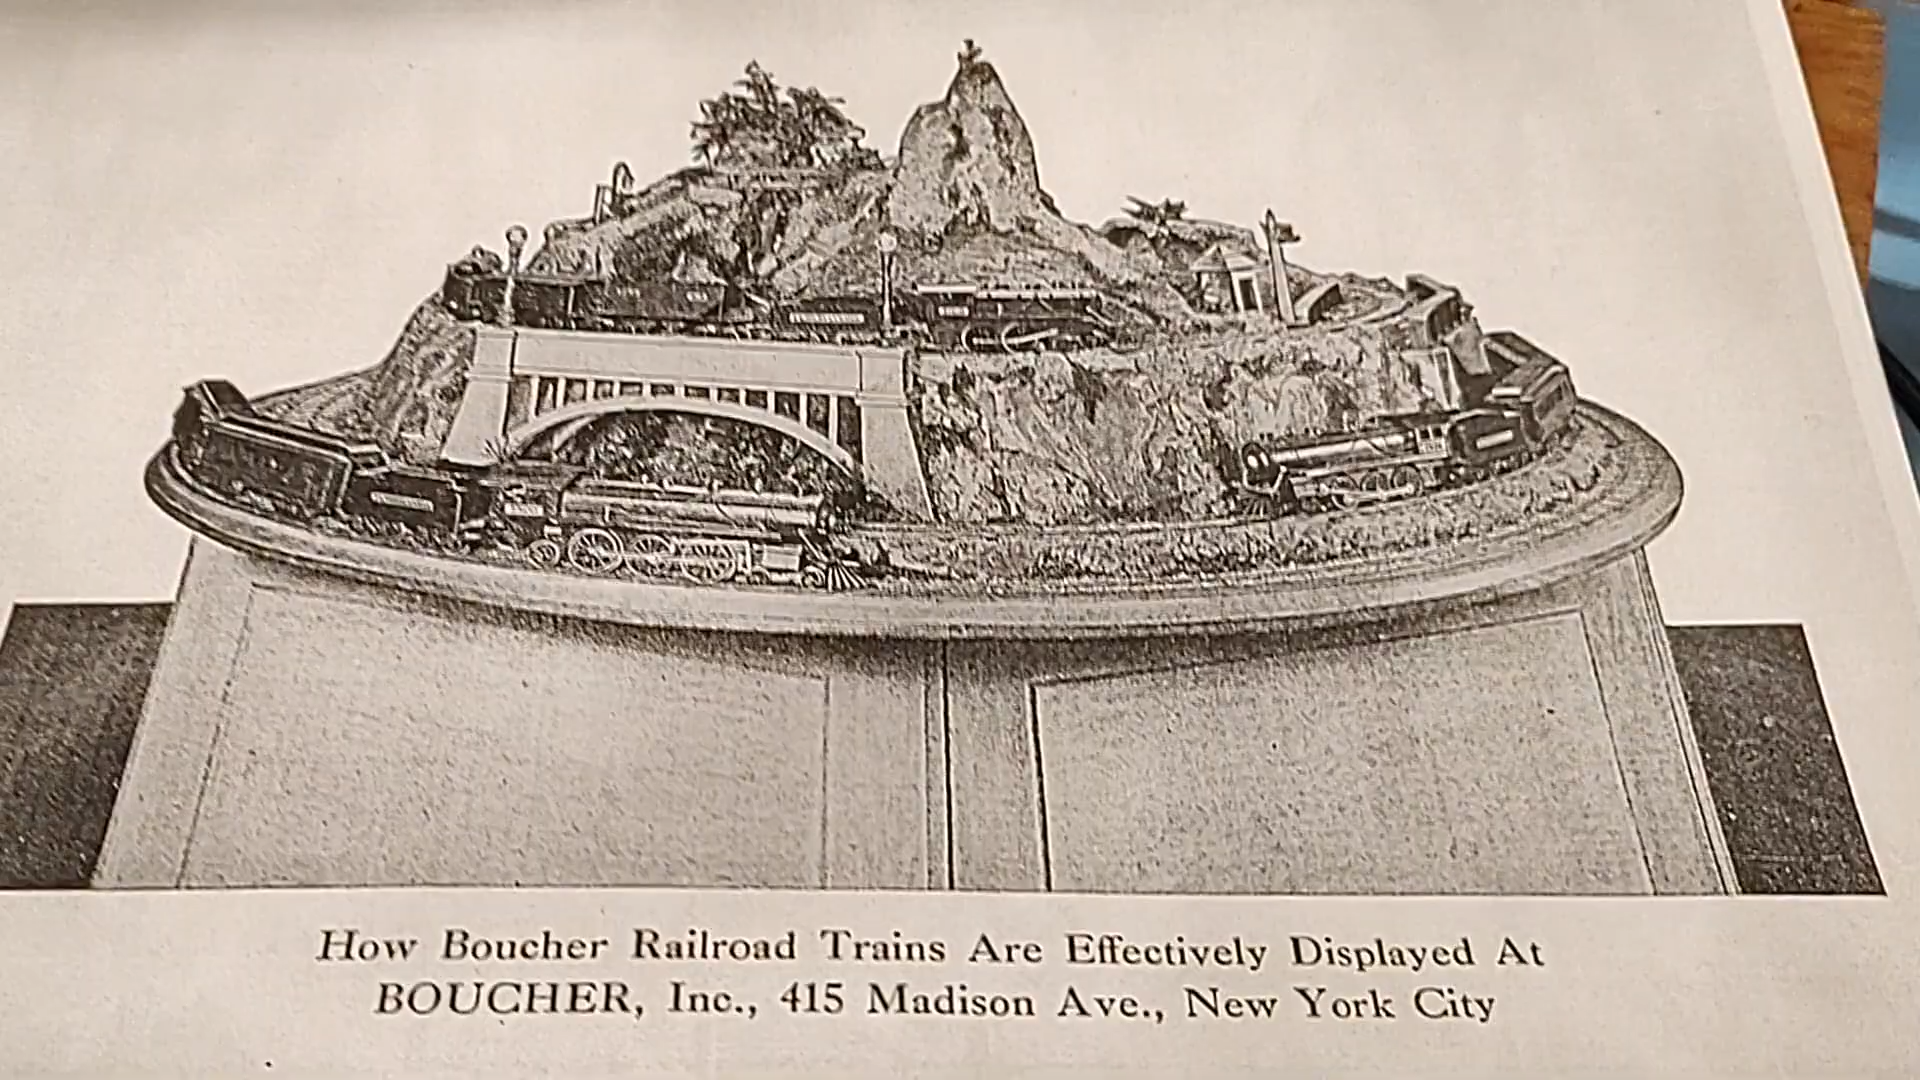 How Boucher Railroad Trains Are Effectively Displayed At
BOUCHER, Inc., 415 Madison Ave., New York City